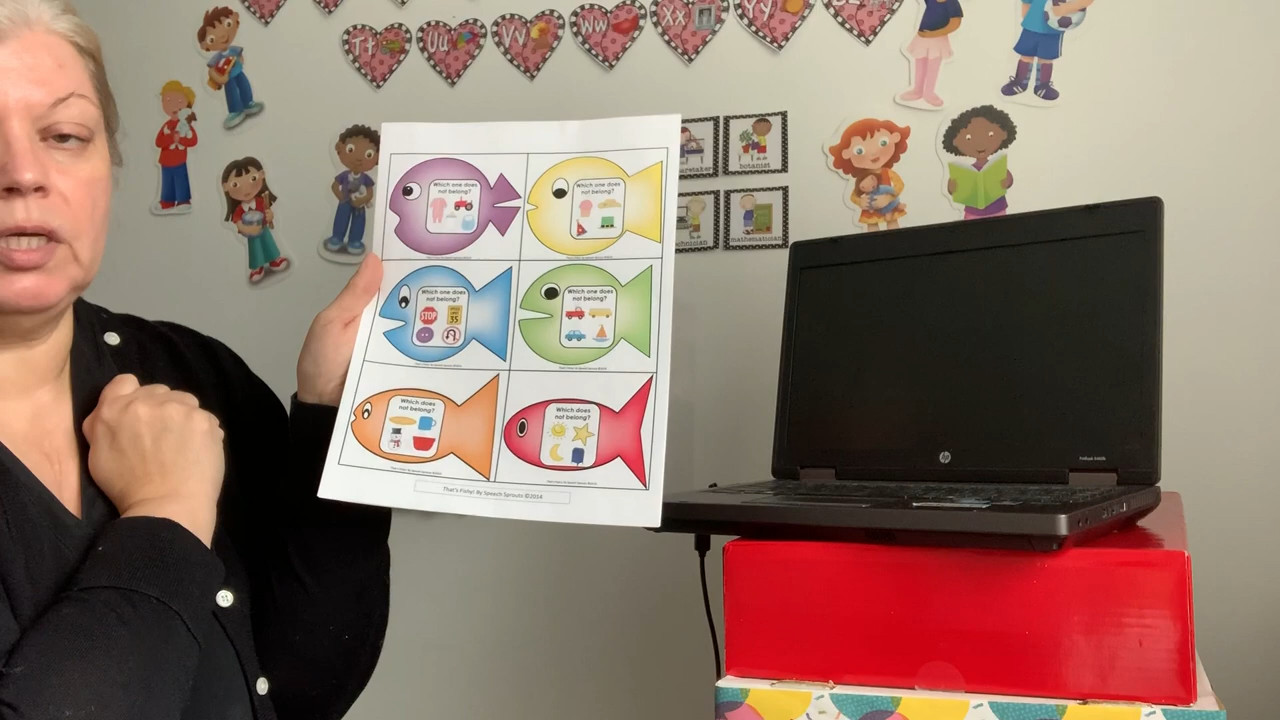 Tt
Uu
Vv
Ww
Xx
Yy
botanist
mathematician
Which one does
not belong?
Which one does
not belong?
Which one does
not belong?
STOP
35
Which one does
not belong?
Which does
not belong?
Which does
not belong?
That's Fishy! By Speech Sprouts ©2014
hp